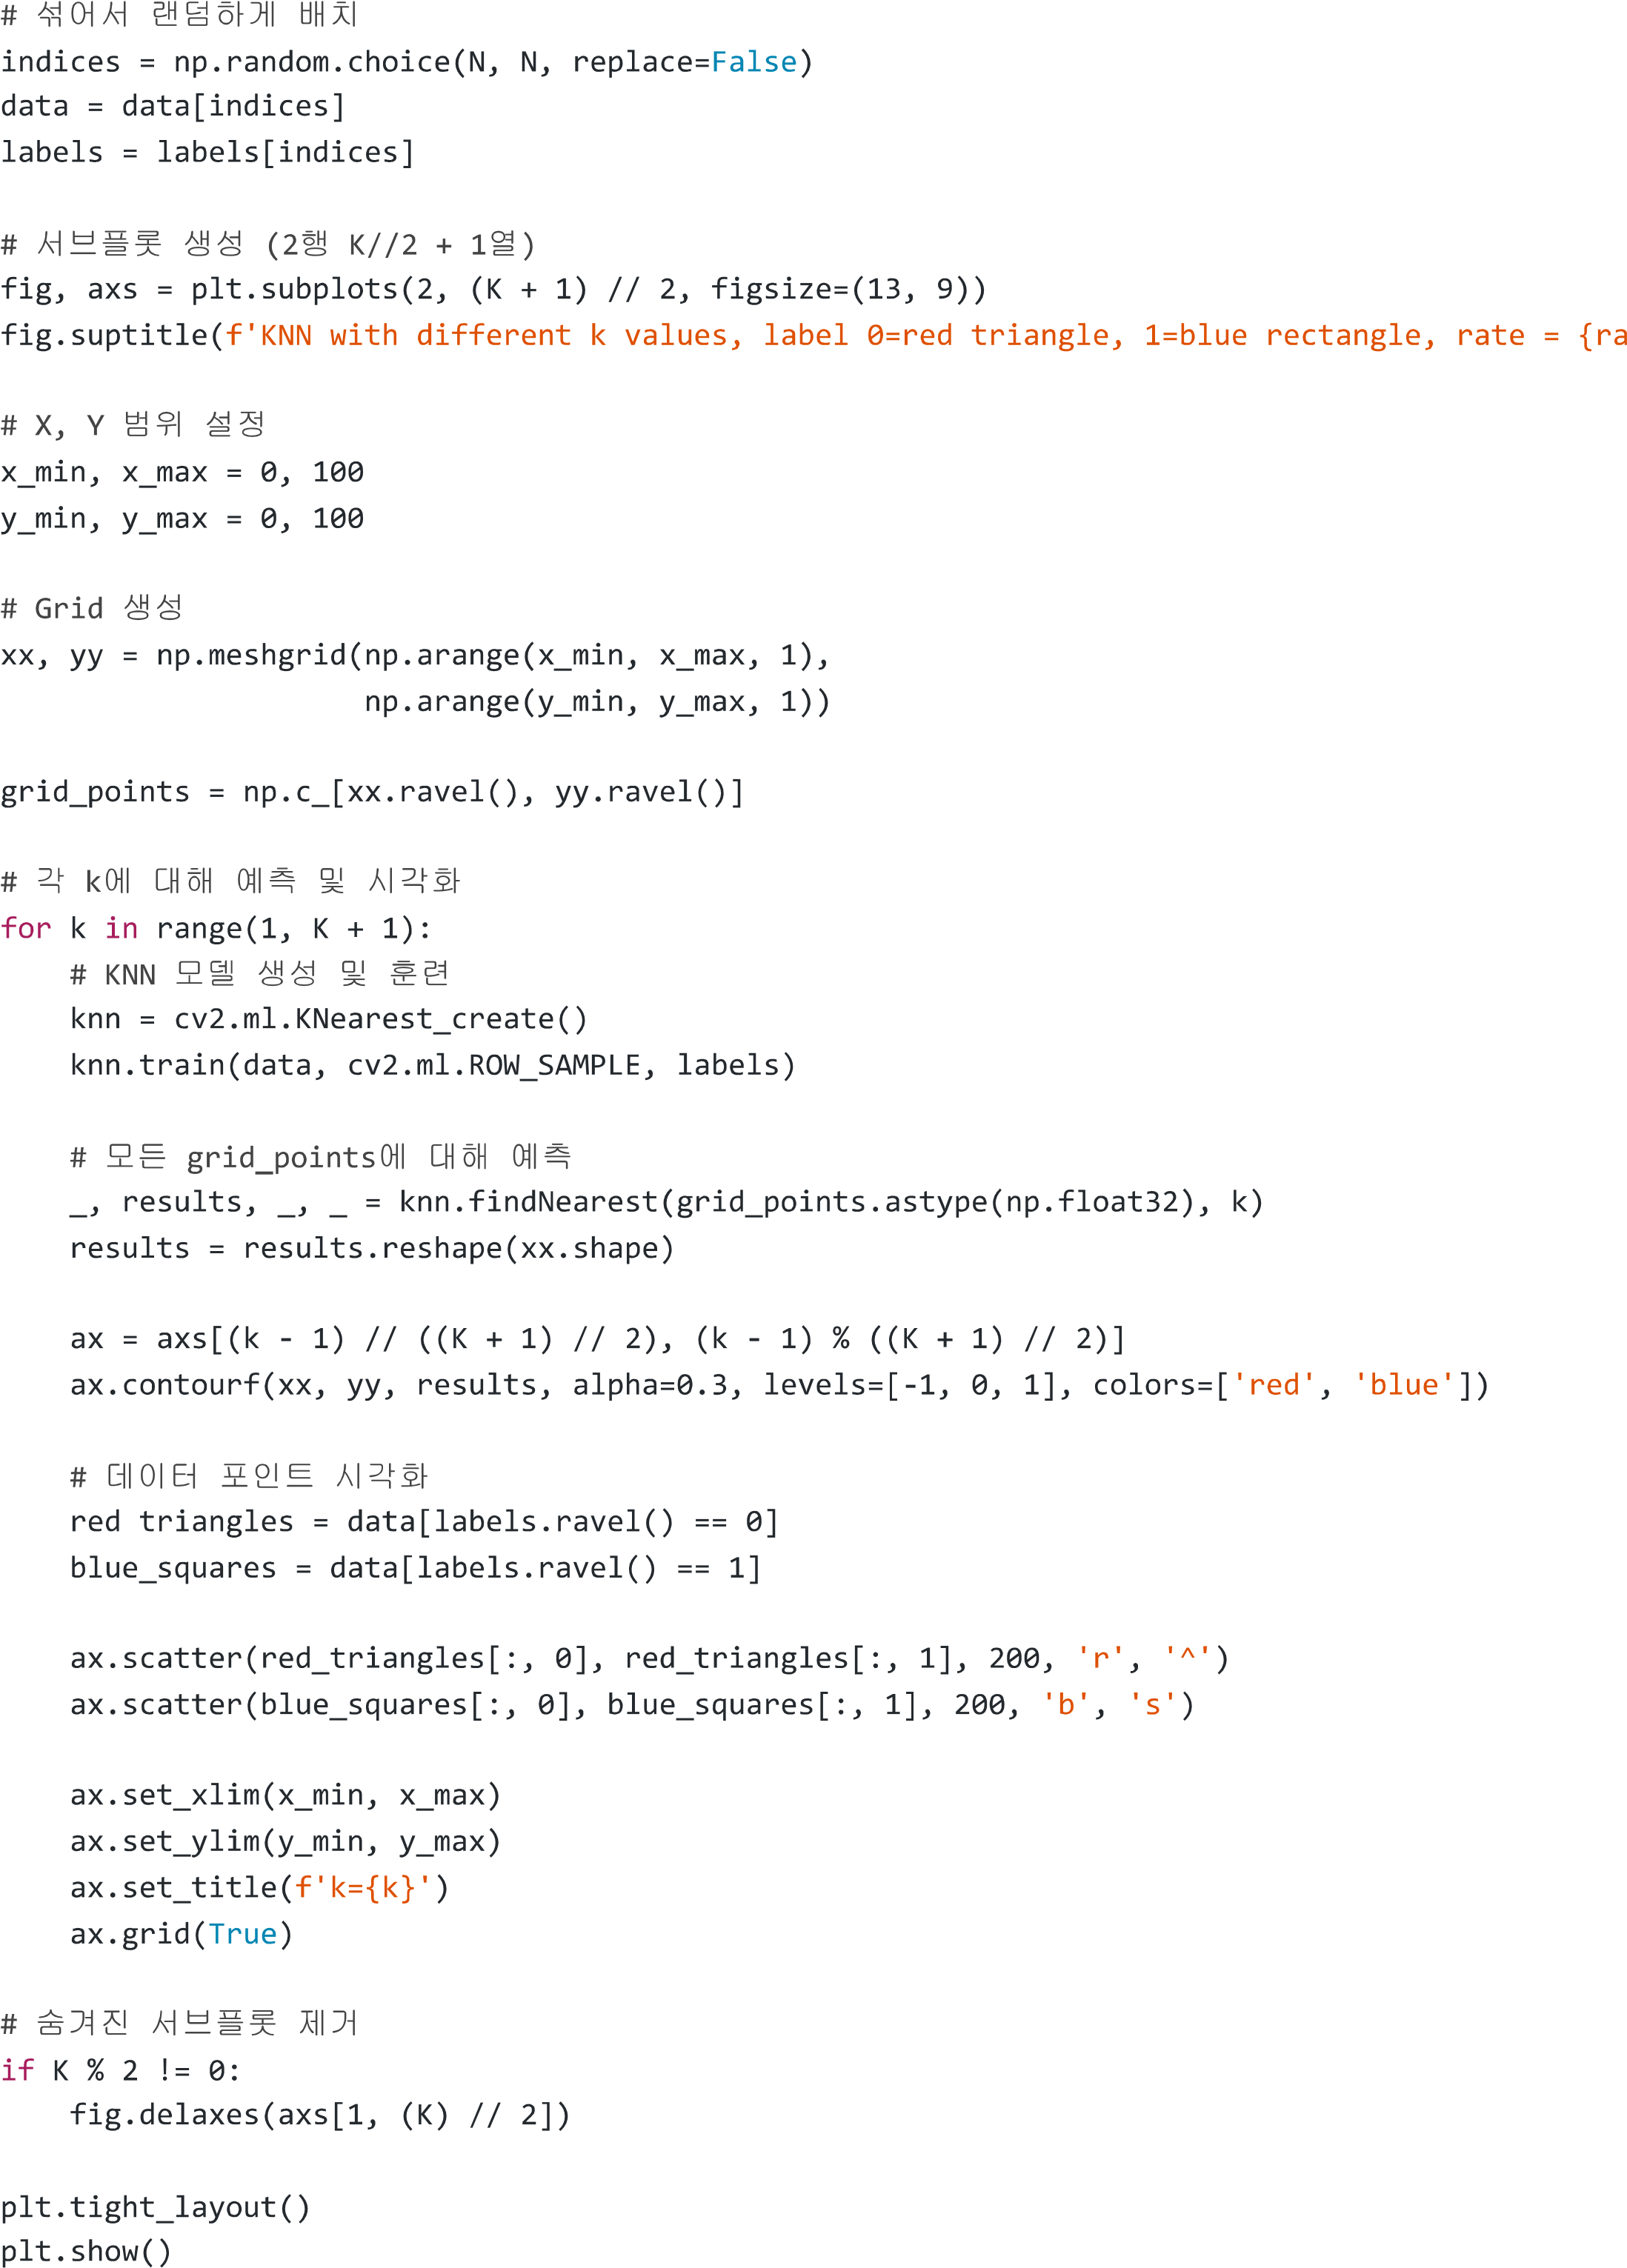 # 섞어서 랜덤하게 배치
indices = np.random.choice(N, N, replace=False)
data = data[indices]
labels = labels[indices]

# 서브플롯 생성 (2행 K//2 + 1열)
fig, axs = plt.subplots(2, (K + 1) // 2, figsize=(13, 9))
fig.suptitle(f'KNN with different k values, label 0=red triangle, 1=blue rectangle, rate = {ra

# X, Y 범위 설정
x_min, x_max = 0, 100
y_min, y_max = 0, 100

# Grid 생성
xx, yy = np.meshgrid(np.arange(x_min, x_max, 1),
                     np.arange(y_min, y_max, 1))

grid_points = np.c_[xx.ravel(), yy.ravel()]

# 각 k에 대해 예측 및 시각화
for k in range(1, K + 1):
    # KNN 모델 생성 및 훈련
    knn = cv2.ml.KNearest_create()
    knn.train(data, cv2.ml.ROW_SAMPLE, labels)

    # 모든 grid_points에 대해 예측
    _, results, _, _ = knn.findNearest(grid_points.astype(np.float32), k)
    results = results.reshape(xx.shape)

    ax = axs[(k - 1) // ((K + 1) // 2), (k - 1) % ((K + 1) // 2)]
    ax.contourf(xx, yy, results, alpha=0.3, levels=[-1, 0, 1], colors=['red', 'blue'])

    # 데이터 포인트 시각화
    red triangles = data[labels.ravel() == 0]
    blue_squares = data[labels.ravel() == 1]

    ax.scatter(red_triangles[:, 0], red_triangles[:, 1], 200, 'r', '^')
    ax.scatter(blue_squares[:, 0], blue_squares[:, 1], 200, 'b', 's')

    ax.set_xlim(x_min, x_max)
    ax.set_ylim(y_min, y_max)
    ax.set_title(f'k={k}')
    ax.grid(True)

# 숨겨진 서브플롯 제거
if K % 2 != 0:
    fig.delaxes(axs[1, (K) // 2])

plt.tight_layout()
plt.show()